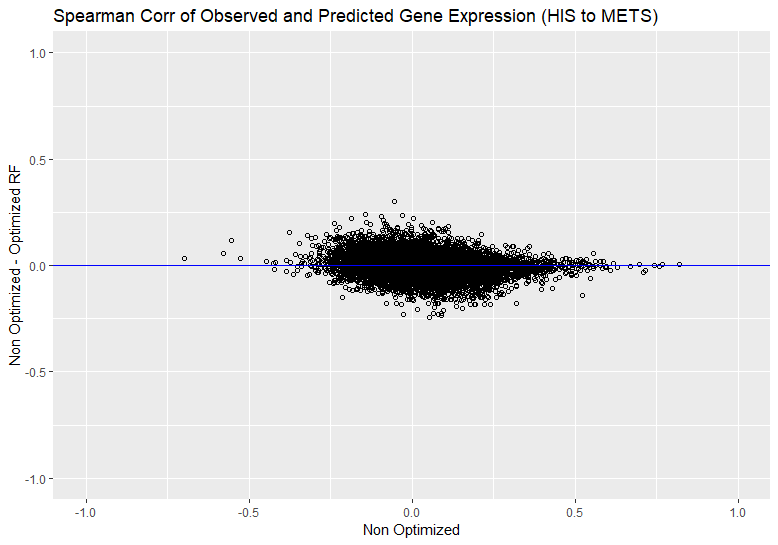 Spearman Corr of Observed and Predicted Gene Expression (HIS to METS)
Non Optimized - Optimized RF
1.0
0.5
0.0
-0.5
-1.0
-1.0 -0.5 0.0 0.5 1.0
Non Optimized